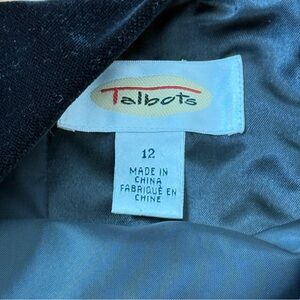 Talbots
12
MADE IN
CHINA
FABRIQUÉ EN
CHINE